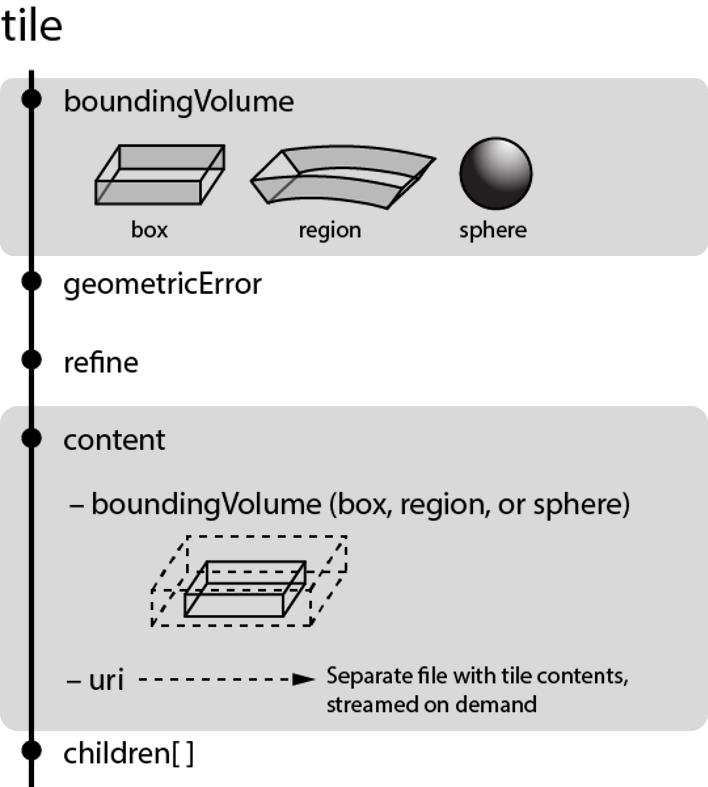 tile
boundingVolume
box region sphere
geometricError
refine
content
– boundingVolume (box, region, or sphere)
– uri
Separate file with tile contents,
streamed on demand
children[ ]